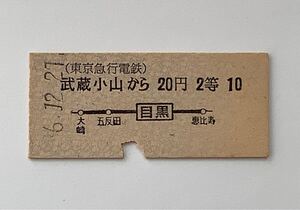 (東京急行電鉄)
武蔵小山から 20円 2等 10
大崎 五反田 目黒 恵比寿
6.12.27